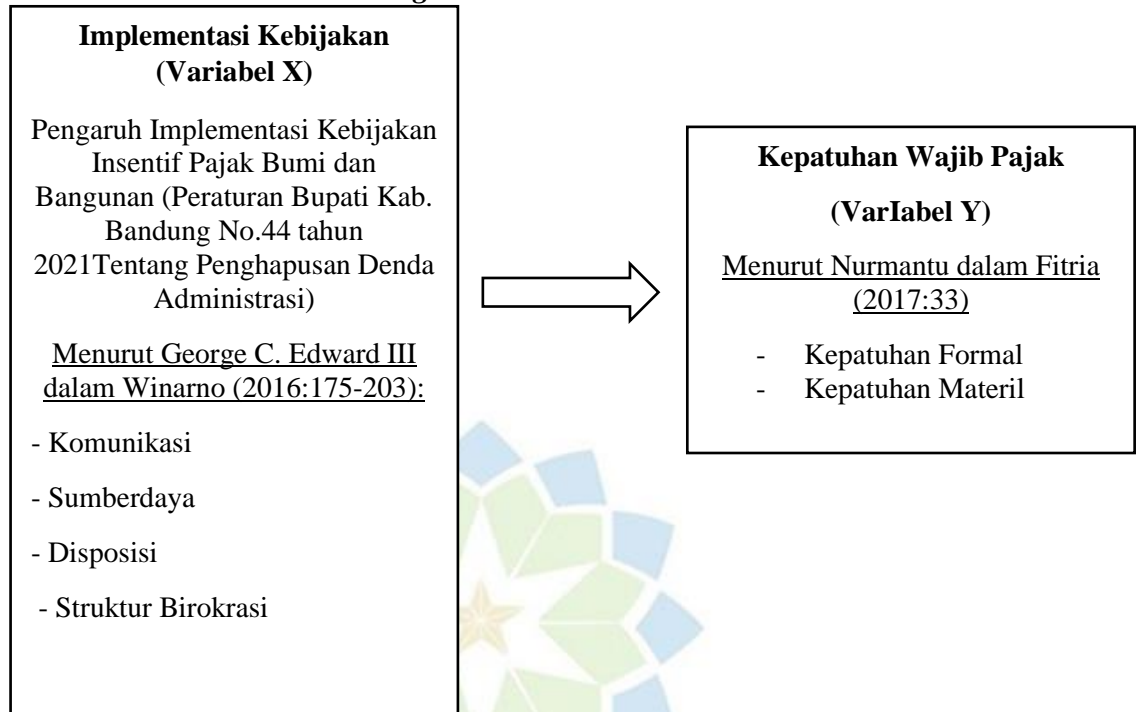 Implementasi Kebijakan
(Variabel X)
Pengaruh Implementasi Kebijakan
Insentif Pajak Bumi dan
Bangunan (Peraturan Bupati Kab.
Bandung No.44 tahun
2021Tentang Penghapusan Denda
Administrasi)
Menurut George C. Edward III
dalam Winarno (2016:175-203):
- Komunikasi
- Sumberdaya
- Disposisi
- Struktur Birokrasi
Kepatuhan Wajib Pajak
(VarIabel Y)
Menurut Nurmantu dalam Fitria
(2017:33)
- Kepatuhan Formal
- Kepatuhan Materil